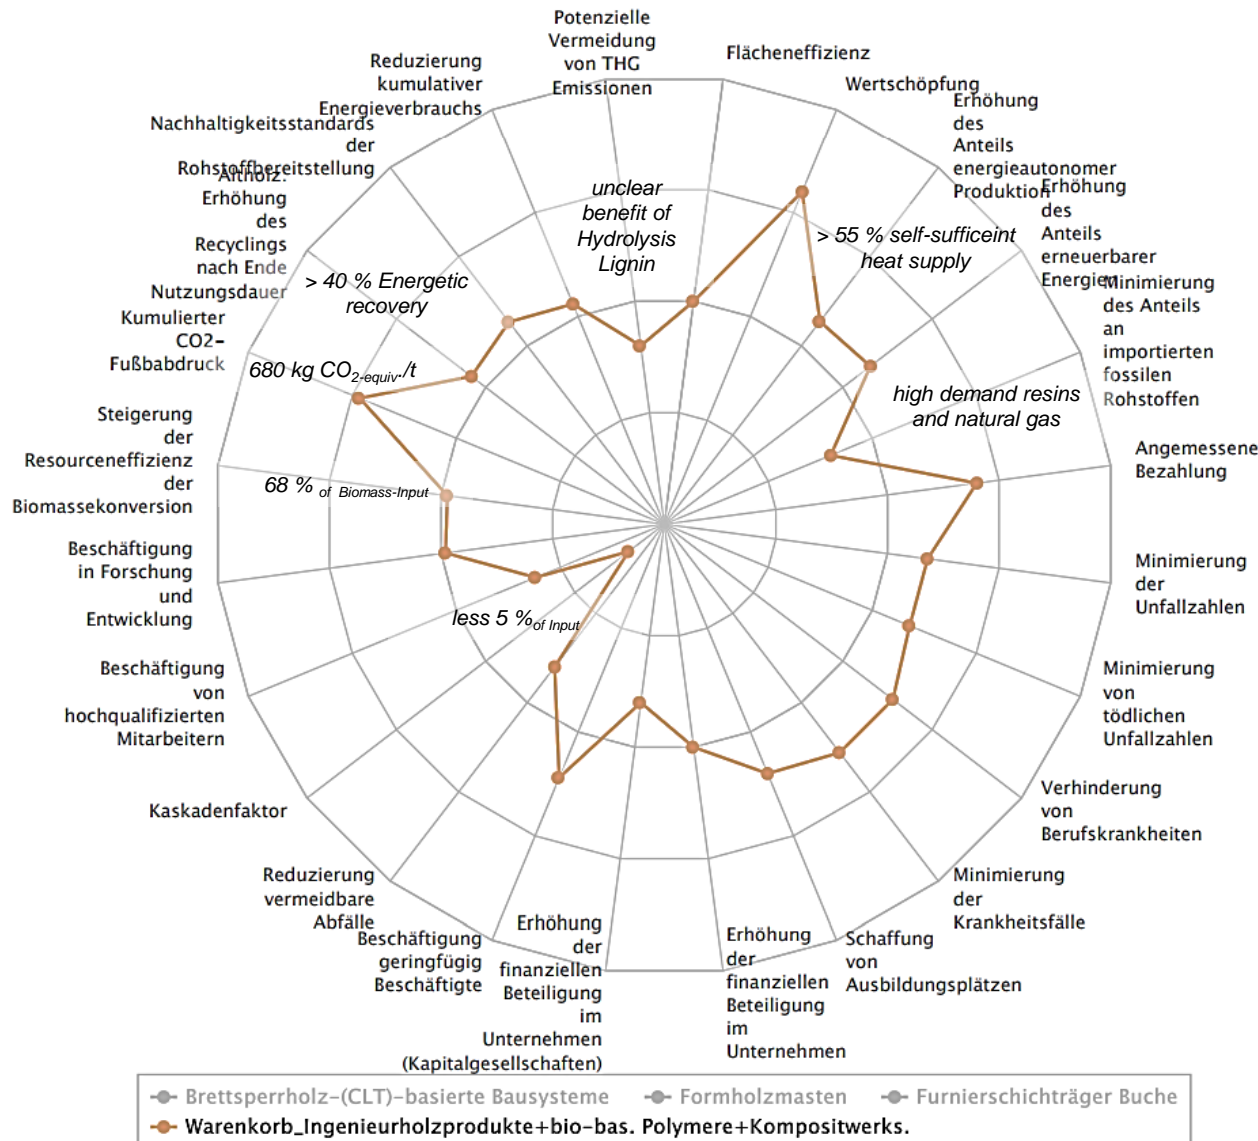 Potenzielle
Vermeidung
von THG
Emissionen
Flächeneffizienz
Wertschöpfung
Erhöhung
des
Anteils
energieautonomer
Produktion
Erhöhung
des
Anteils
erneuerbarer
Energien
Minimierung
des Anteils
an
importierten
fossilen
Rohstoffen
Angemessene
Bezahlung
Minimierung
der
Unfallzahlen
Minimierung
von
tödlichen
Unfallzahlen
Verhinderung
von
Berufskrankheiten
Minimierung
der
Krankheitsfälle
Schaffung
von
Ausbildungsplätzen
Erhöhung
der
finanziellen
Beteiligung
im
Unternehmen
Erhöhung
der
finanziellen
Beteiligung
im
Unternehmen
(Kapitalgesellschaften)
Beschäftigung
geringfügig
Beschäftigte
Reduzierung
vermeidbare
Abfälle
Kaskadenfaktor
Beschäftigung
von
hochqualifizierten
Mitarbeitern
Beschäftigung
in Forschung
und
Entwicklung
Steigerung
der
Resourceneffizienz
der
Biomassekonversion
Kumulierter
CO2-
Fußbabdruck
Altholz:
Erhöhung
des
Recyclings
nach Ende
Nutzungsdauer
Nachhaltigkeitsstandards
der
Rohstoffbereitstellung
Reduzierung
kumulativer
Energieverbrauchs
unclear
benefit of
Hydrolysis
Lignin
> 55 % self-sufficeint
heat supply
high demand resins
and natural gas
> 40 % Energetic
recovery
680 kg CO2-equiv./t
68 % of Biomass-Input
less 5 % of Input
Brettsperrholz-(CLT)-basierte Bausysteme
Formholzmasten
Furnierschichtträger Buche
Warenkorb_Ingenieurholzprodukte+bio-bas. Polymere+Kompositwerks.